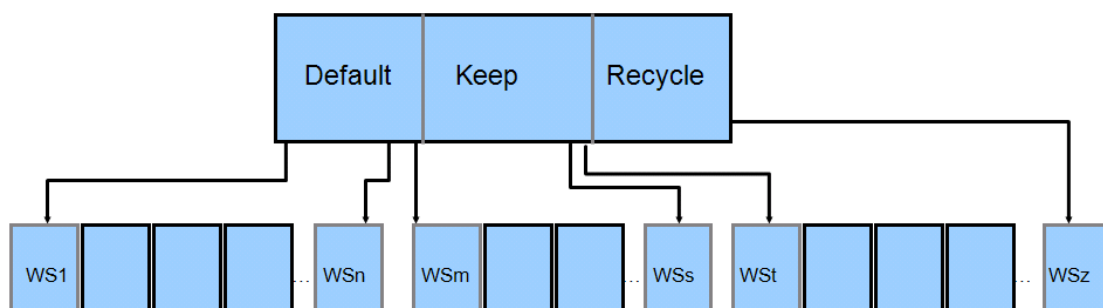 Default Keep Recycle
WS1 ... WSn WSm ... WSs WSt ... WSz